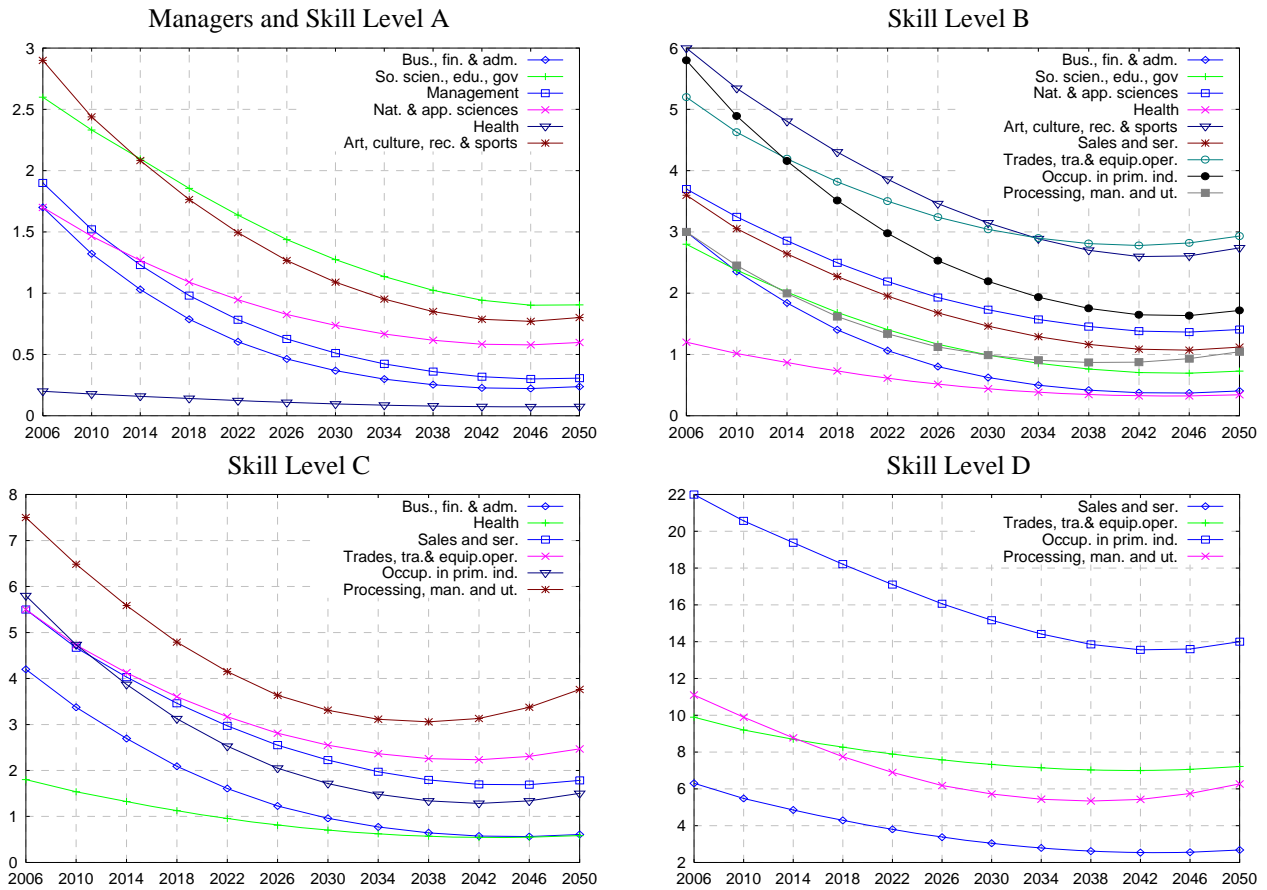 Managers and Skill Level A
3
2.5
2
1.5
1
0.5
0
2006 2010 2014 2018 2022 2026 2030 2034 2038 2042 2046 2050
Bus., fin. & adm.
So. scien., edu., gov
Management
Nat. & app. sciences
Health
Art, culture, rec. & sports
Skill Level B
6
5
4
3
2
1
0
2006 2010 2014 2018 2022 2026 2030 2034 2038 2042 2046 2050
Bus., fin. & adm.
So. scien., edu., gov
Nat. & app. sciences
Health
Art, culture, rec. & sports
Sales and ser.
Trades, tra.& equip.oper.
Occup. in prim. ind.
Processing, man. and ut.
Skill Level C
8
7
6
5
4
3
2
1
0
2006 2010 2014 2018 2022 2026 2030 2034 2038 2042 2046 2050
Bus., fin. & adm.
Health
Sales and ser.
Trades, tra.& equip.oper.
Occup. in prim. ind.
Processing, man. and ut.
Skill Level D
22
20
18
16
14
12
10
8
6
4
2
2006 2010 2014 2018 2022 2026 2030 2034 2038 2042 2046 2050
Sales and ser.
Trades, tra.& equip.oper.
Occup. in prim. ind.
Processing, man. and ut.